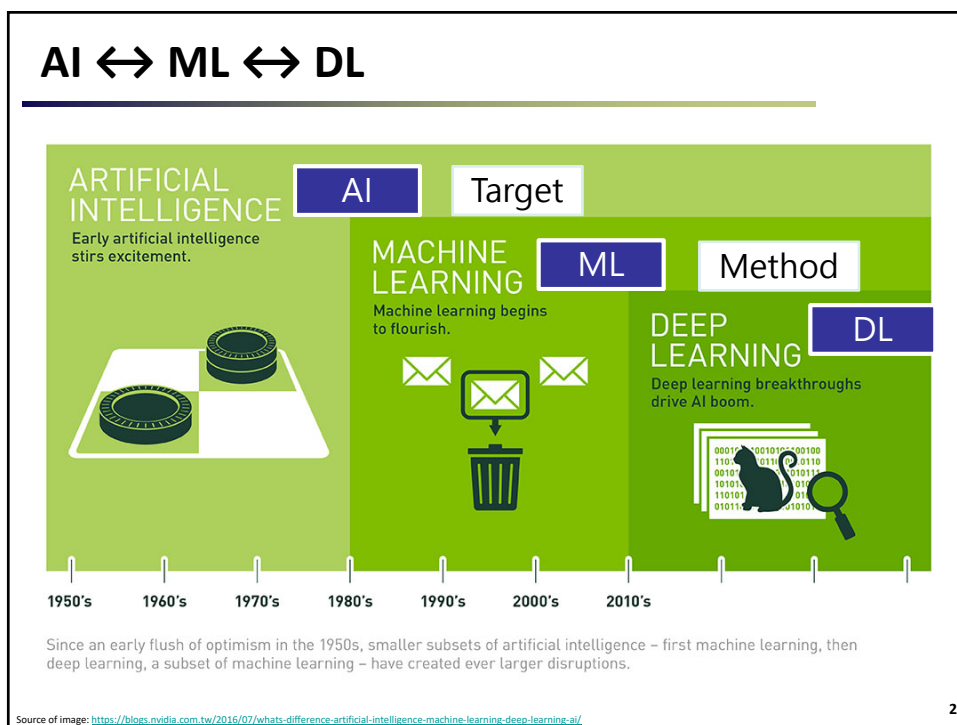 AI ↔ ML ↔ DL
ARTIFICIAL
INTELLIGENCE
AI
Target
Early artificial intelligence
stirs excitement.
MACHINE
LEARNING
ML
Method
Machine learning begins
to flourish.
DEEP
LEARNING
DL
Deep learning breakthroughs
drive AI boom.
1950's 1960's 1970's 1980's 1990's 2000's 2010's
Since an early flush of optimism in the 1950s, smaller subsets of artificial intelligence – first machine learning, then
deep learning, a subset of machine learning – have created ever larger disruptions.
Source of image: https://blogs.nvidia.com.tw/2016/07/whats-difference-artificial-intelligence-machine-learning-deep-learning-ai/
2